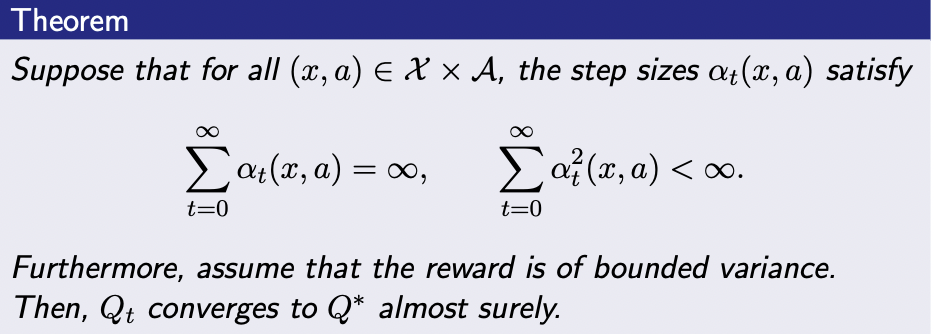 Theorem
Suppose that for all $(x, a) \in \mathcal{X} \times \mathcal{A}$, the step sizes $\alpha_t(x, a)$ satisfy
$\sum_{t=0}^{\infty} \alpha_t(x, a) = \infty, \qquad \sum_{t=0}^{\infty} \alpha_t^2(x, a) < \infty.$
Furthermore, assume that the reward is of bounded variance.
Then, $Q_t$ converges to $Q^*$ almost surely.